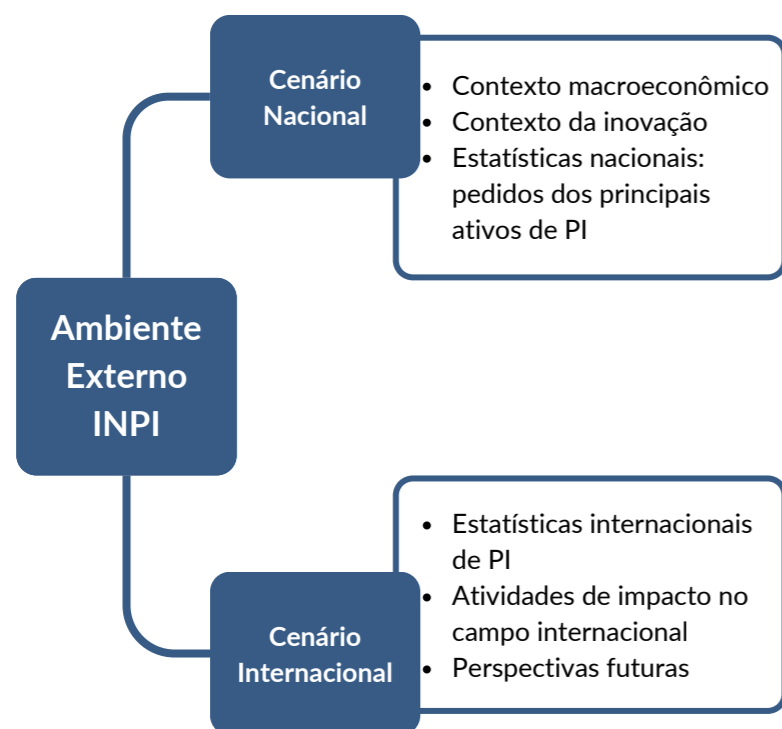 Cenário
Nacional
• Contexto macroeconômico
• Contexto da inovação
• Estatísticas nacionais:
pedidos dos principais
ativos de PI
Ambiente
Externo
INPI
Cenário
Internacional
• Estatísticas internacionais
de PI
• Atividades de impacto no
campo internacional
• Perspectivas futuras